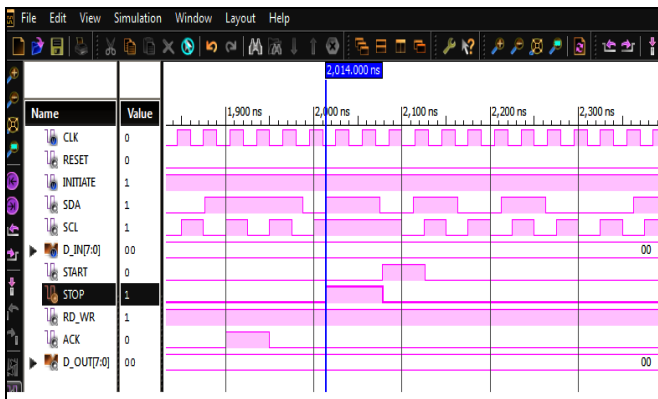 File Edit View Simulation Window Layout Help
2,014.000 ns
Name Value
1,900 ns 2,000 ns 2,100 ns 2,200 ns 2,300 ns
CLK 0
RESET 0
INITIATE 1
SDA 1
SCL 1
D_IN[7:0] 00 00
START 0
STOP 1
RD_WR 1
ACK 0
D_OUT[7:0] 00 00